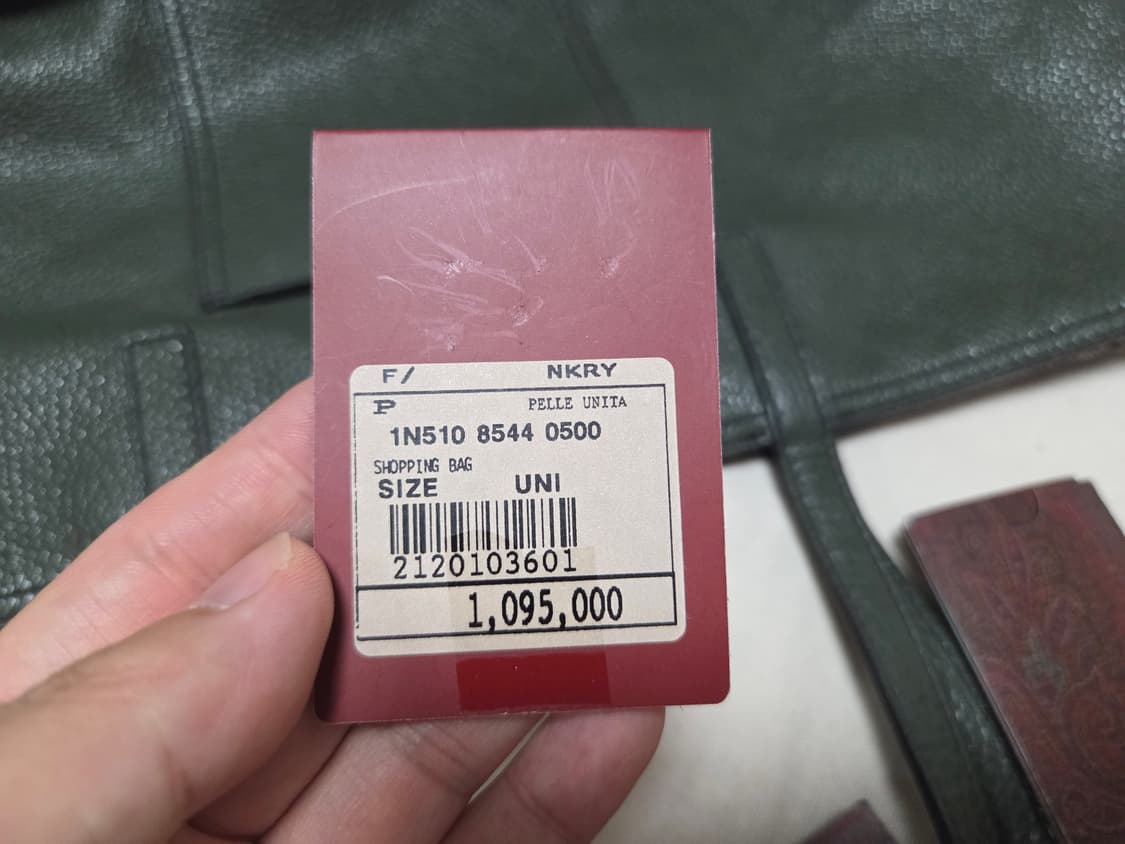 F/ NKRY
P PELLE UNITA
1N510 8544 0500
SHOPPING BAG
SIZE UNI
2120103601
1,095,000